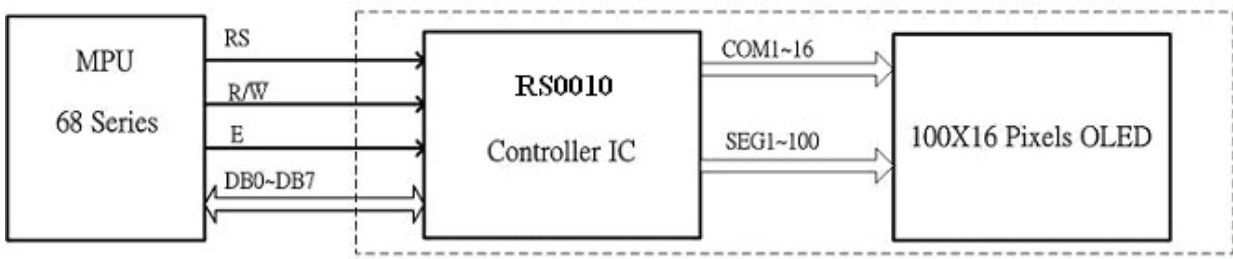 MPU
68 Series
RS
R/W
E
DB0~DB7
RS0010
Controller IC
COM1~16
SEG1~100
100X16 Pixels OLED